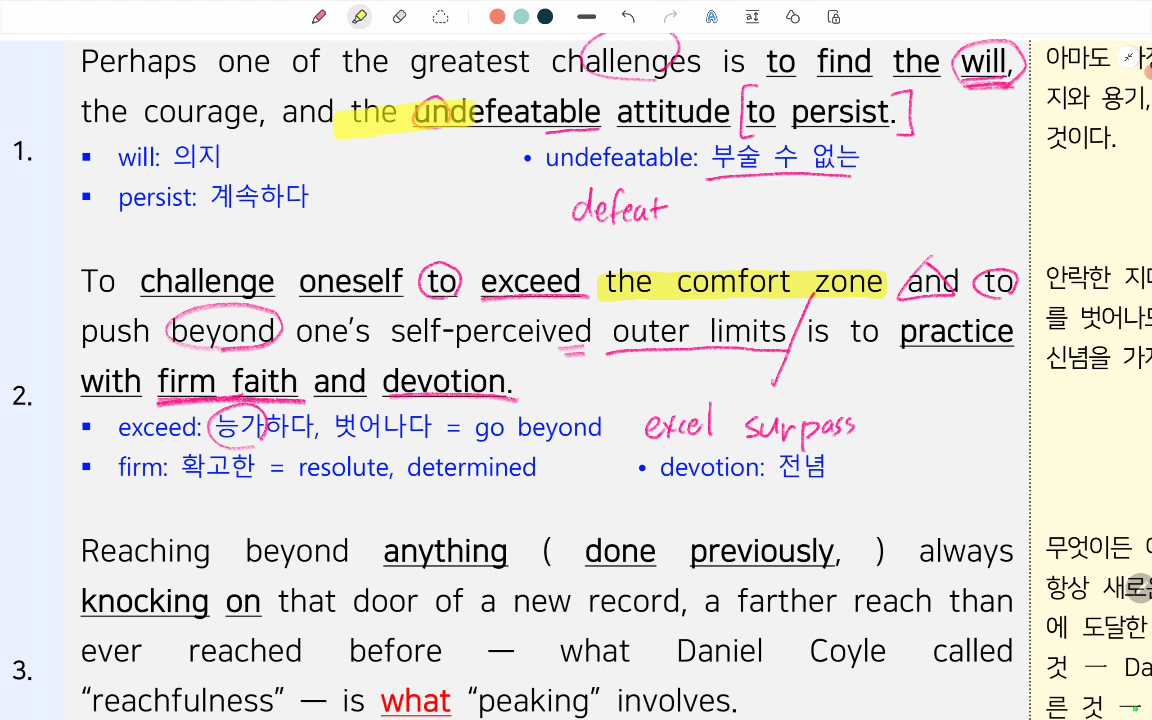 Perhaps one of the greatest challenges is to find the will,
the courage, and the undefeatable attitude [to persist.]
1.
▪ will: 의지
• undefeatable: 부술 수 없는
▪ persist: 계속하다
defeat
To challenge oneself to exceed the comfort zone and to
push beyond one's self-perceived outer limits / is to practice
with firm faith and devotion.
2.
▪ exceed: 능가하다, 벗어나다 = go beyond
excel surpass
▪ firm: 확고한 = resolute, determined
• devotion: 전념
Reaching beyond anything ( done previously, ) always
knocking on that door of a new record, a farther reach than
ever reached before — what Daniel Coyle called
3.
“reachfulness” — is what “peaking” involves.
아마도
지와 용기,
것이다.
안락한
를
신념을
무엇이든
항상
에 도달한
것 — Da
른 것 —